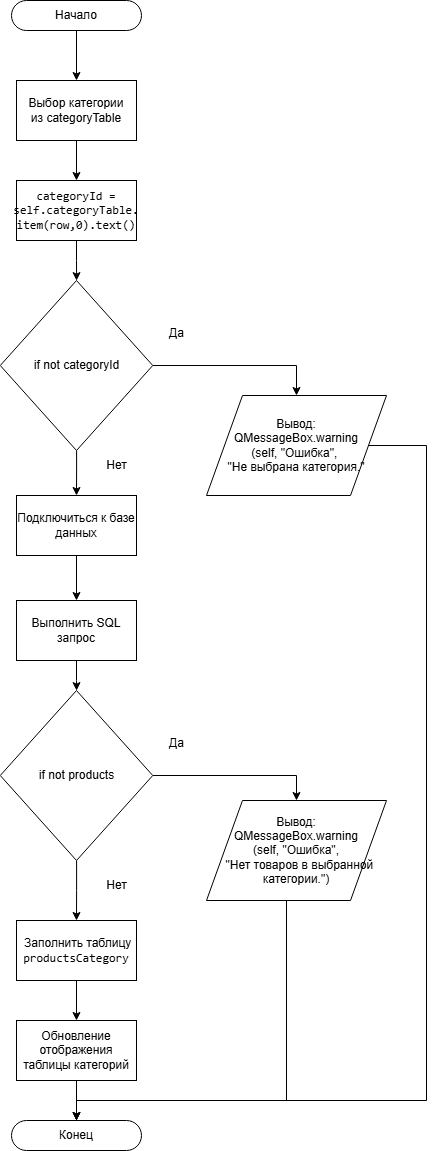 Начало
Выбор категории
из categoryTable
categoryId =
self.categoryTable.
item(row,0).text()
Да
if not categoryId
Вывод:
QMessageBox.warning
(self, "Ошибка",
"Не выбрана категория."
Нет
Подключиться к базе
данных
Выполнить SQL
запрос
Да
if not products
Вывод:
QMessageBox.warning
(self, "Ошибка",
"Нет товаров в выбранной
категории.")
Нет
Заполнить таблицу
productsCategory
Обновление
отображения
таблицы категорий
Конец